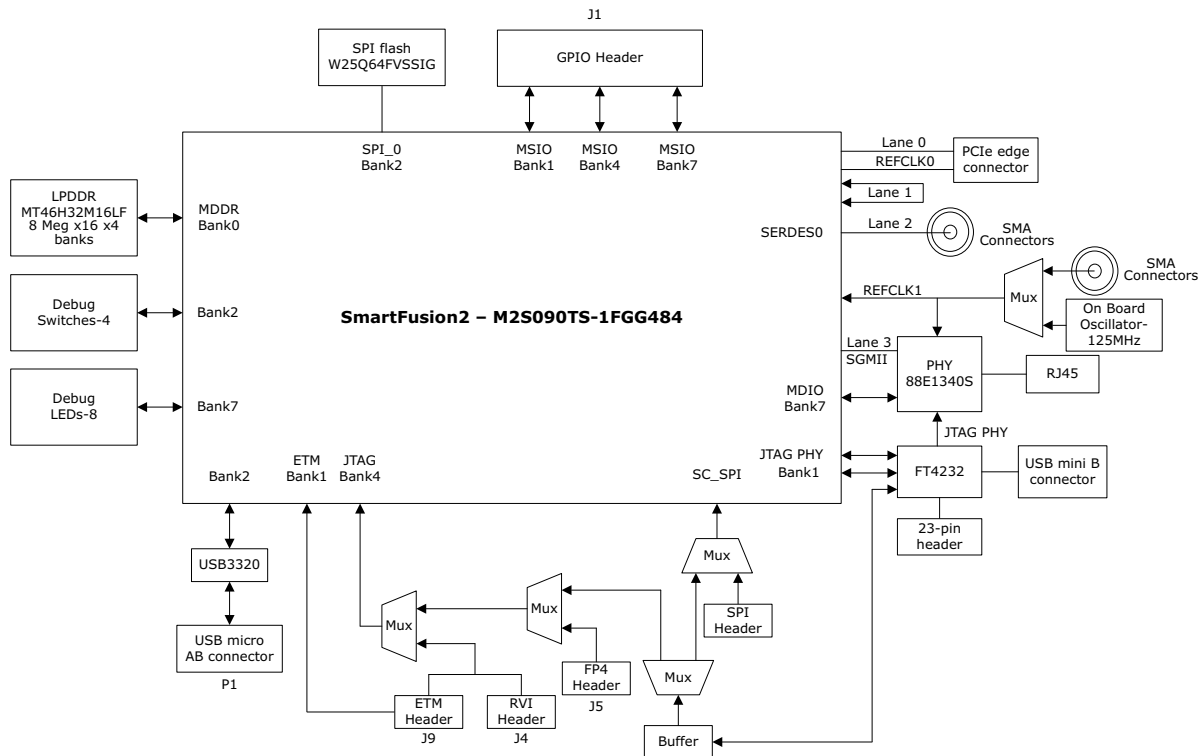 J1
SPI flash
W25Q64FVSSIG
GPIO Header
SPI_0
Bank2
MSIO
Bank1
MSIO
Bank4
MSIO
Bank7
Lane 0
REFCLK0
PCIe edge
connector
Lane 1
LPDDR
MT46H32M16LF
8 Meg x16 x4
banks
MDDR
Bank0
SERDES0
Lane 2
SMA
Connectors
SMA
Connectors
Debug
Switches-4
Bank2
SmartFusion2 – M2S090TS-1FGG484
REFCLK1
Mux
On Board
Oscillator-
125MHz
Lane 3
SGMII
PHY
88E1340S
RJ45
Debug
LEDs-8
Bank7
MDIO
Bank7
JTAG PHY
Bank2
ETM
Bank1
JTAG
Bank4
SC_SPI
JTAG PHY
Bank1
FT4232
USB mini B
connector
23-pin
header
USB3320
Mux
SPI
Header
Mux
Mux
USB micro
AB connector
P1
FP4
Header
J5
Mux
ETM
Header
J9
RVI
Header
J4
Buffer